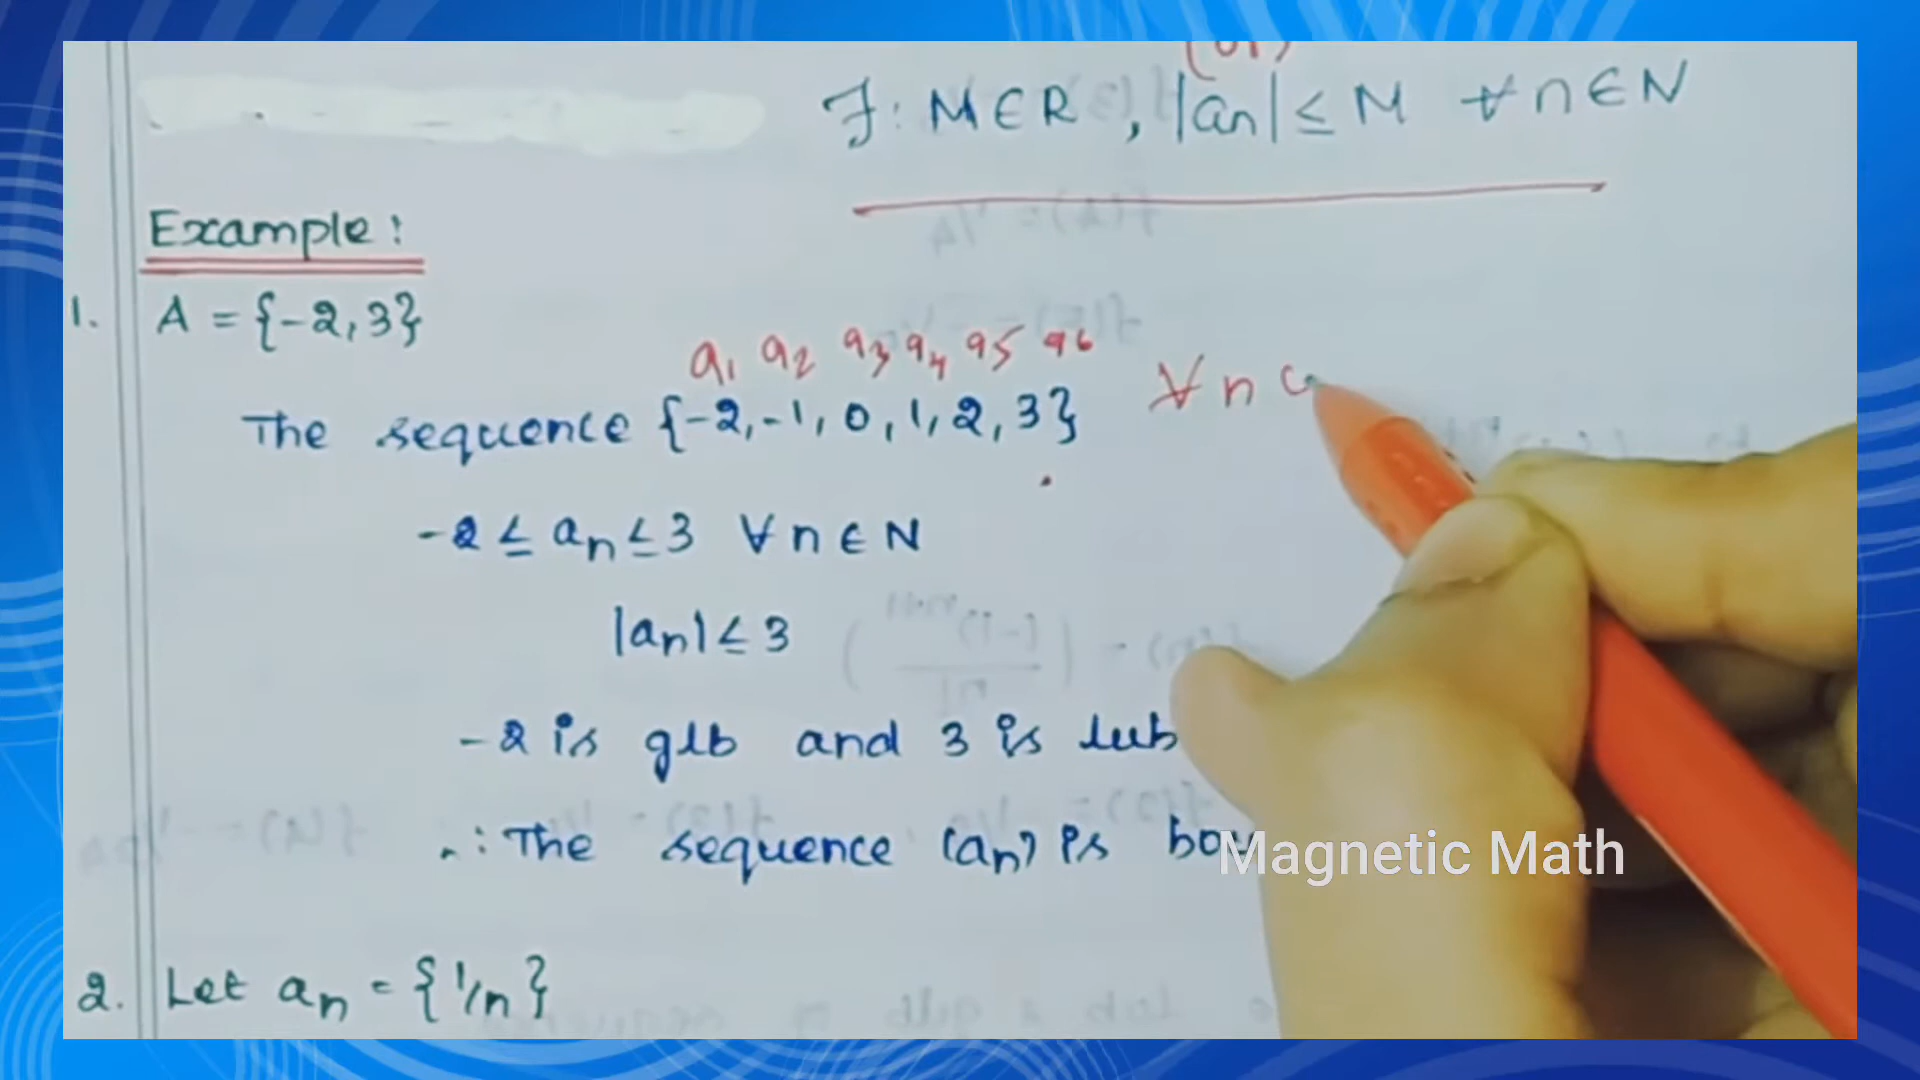 (or)
∃: M∈R, |an| ≤ M ∀ n∈N
Example:
1. A = {-2, 3}
a1 a2 a3 a4 a5 a6
The sequence {-2, -1, 0, 1, 2, 3} ∀ n
-2 ≤ an ≤ 3 ∀ n ∈ N
|an| ≤ 3
-2 is glb and 3 is lub
∴ The sequence (an) is bou
Magnetic Math
2. Let an = {1/n}